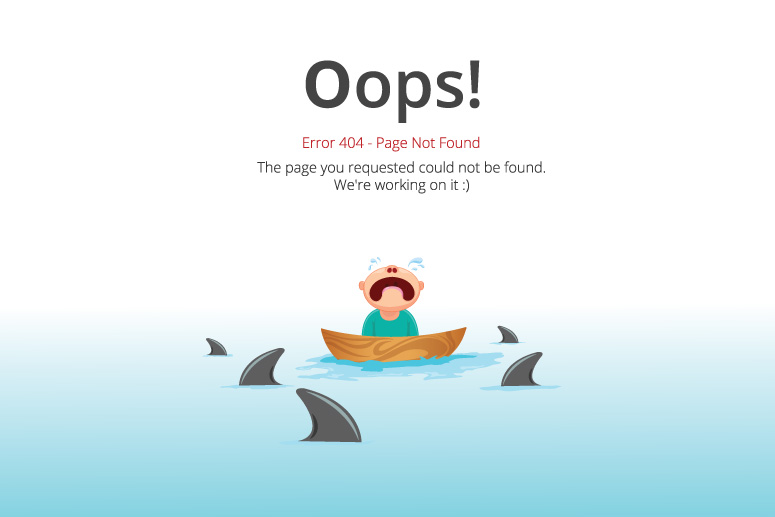 Oops!
Error 404 - Page Not Found
The page you requested could not be found.
We're working on it :)